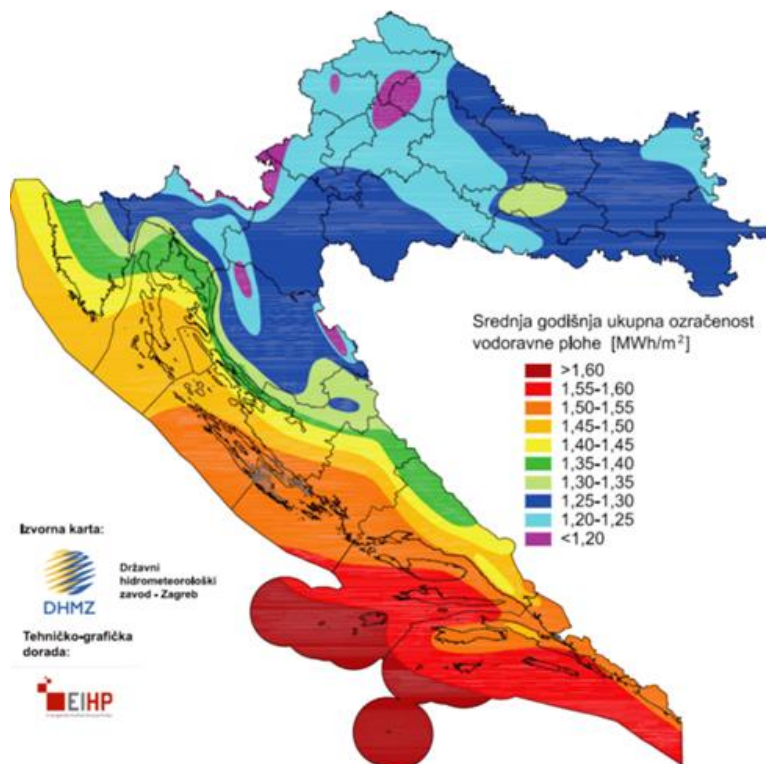 Srednja godišnja ukupna ozračenost
vodoravne plohe [MWh/m²]
>1,60
1,55-1,60
1,50-1,55
1,45-1,50
1,40-1,45
1,35-1,40
1,30-1,35
1,25-1,30
1,20-1,25
<1,20
Izvorna karta:
DHMZ
Državni
hidrometeorološki
zavod - Zagreb
Tehničko-grafička
dorada:
EIHP